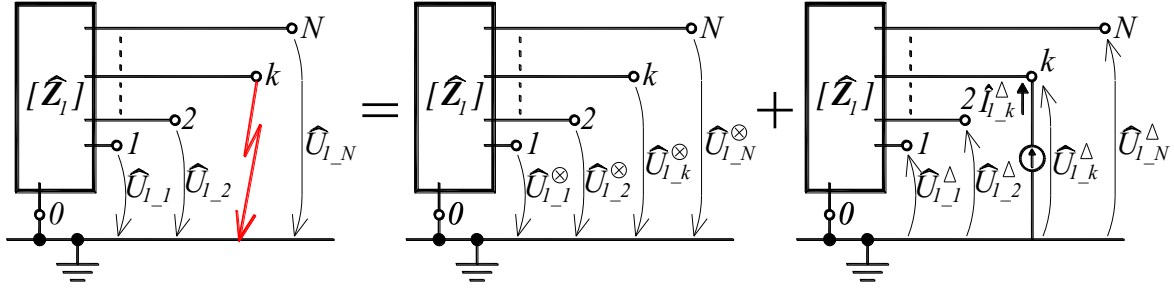 N
k
[Ẑ₁]
2
1
Û₁_₁
Û₁_₂
Û₁_N
0
=
N
k
[Ẑ₁]
2
1
Û₁_₁^⊗
Û₁_₂^⊗
Û₁_k^⊗
Û₁_N^⊗
0
+
N
k
[Ẑ₁]
2
Î₁_k^Δ
1
Û₁_₁^Δ
Û₁_₂^Δ
Û₁_k^Δ
Û₁_N^Δ
0